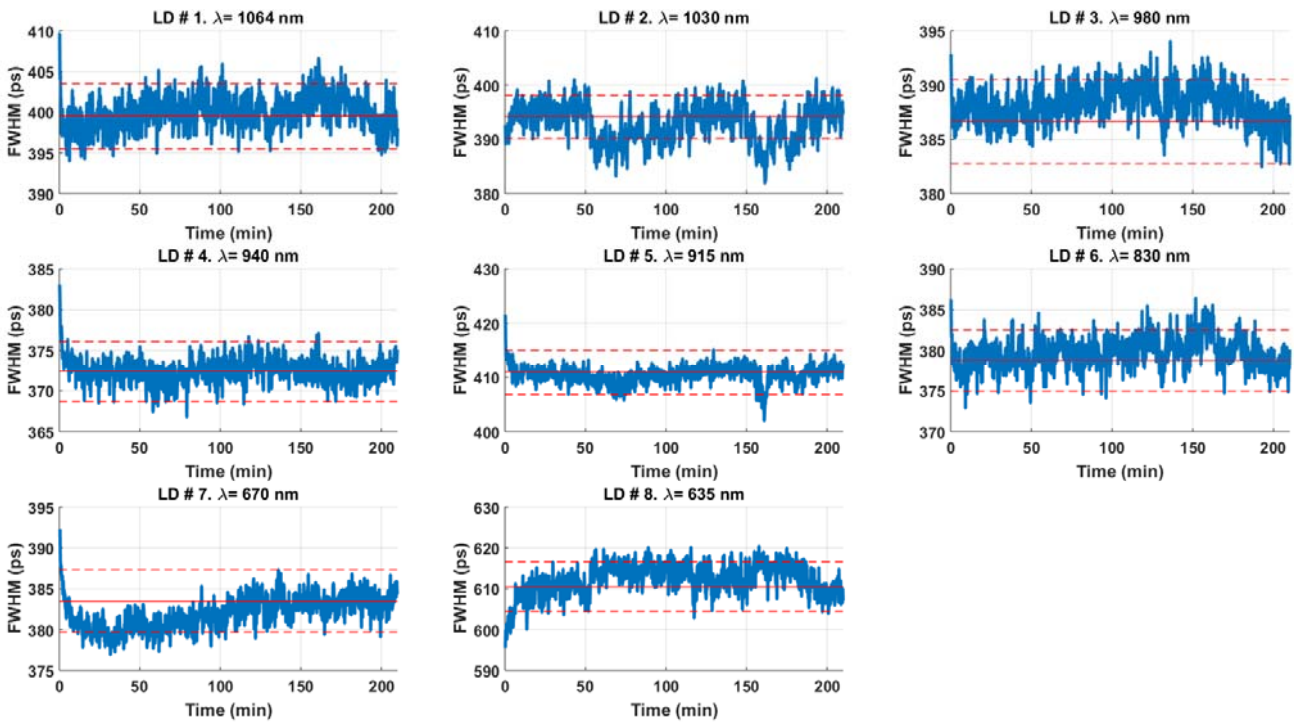 LD # 1. λ= 1064 nm
FWHM (ps)
410
405
400
395
390
0 50 100 150 200
Time (min)
LD # 2. λ= 1030 nm
FWHM (ps)
410
400
390
380
0 50 100 150 200
Time (min)
LD # 3. λ= 980 nm
FWHM (ps)
395
390
385
380
0 50 100 150 200
Time (min)
LD # 4. λ= 940 nm
FWHM (ps)
385
380
375
370
365
0 50 100 150 200
Time (min)
LD # 5. λ= 915 nm
FWHM (ps)
430
420
410
400
0 50 100 150 200
Time (min)
LD # 6. λ= 830 nm
FWHM (ps)
390
385
380
375
370
0 50 100 150 200
Time (min)
LD # 7. λ= 670 nm
FWHM (ps)
395
390
385
380
375
0 50 100 150 200
Time (min)
LD # 8. λ= 635 nm
FWHM (ps)
630
620
610
600
590
0 50 100 150 200
Time (min)